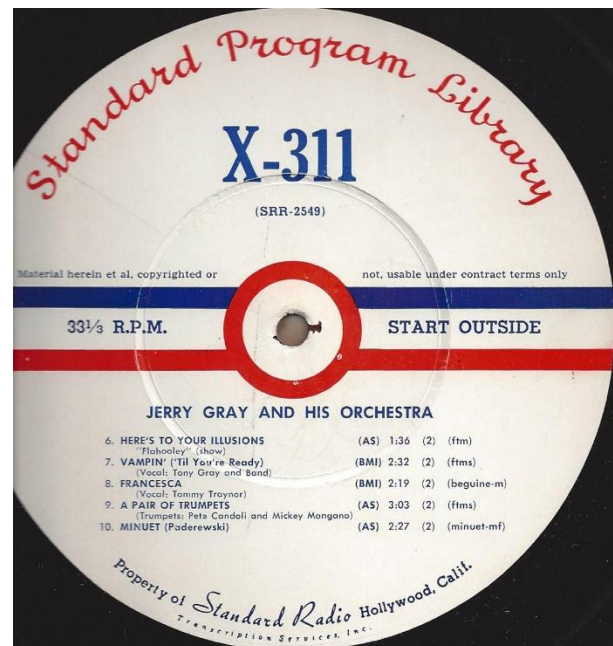 Standard Program Library
X-311
(SRR-2549)
Material herein et al, copyrighted or not, usable under contract terms only
33⅓ R.P.M. START OUTSIDE
JERRY GRAY AND HIS ORCHESTRA
6. HERE'S TO YOUR ILLUSIONS (AS) 1:36 (2) (ftm)
"Flahooley" (show)
7. VAMPIN' ('Til You're Ready) (BMI) 2:32 (2) (ftms)
(Vocal: Tony Gray and Band)
8. FRANCESCA (BMI) 2:19 (2) (beguine-m)
(Vocal: Tommy Traynor)
9. A PAIR OF TRUMPETS (AS) 3:03 (2) (ftms)
(Trumpets: Pete Candoli and Mickey Mangano)
10. MINUET (Paderewski) (AS) 2:27 (2) (minuet-mf)
Property of Standard Radio Hollywood, Calif.
Transcription Services, Inc.